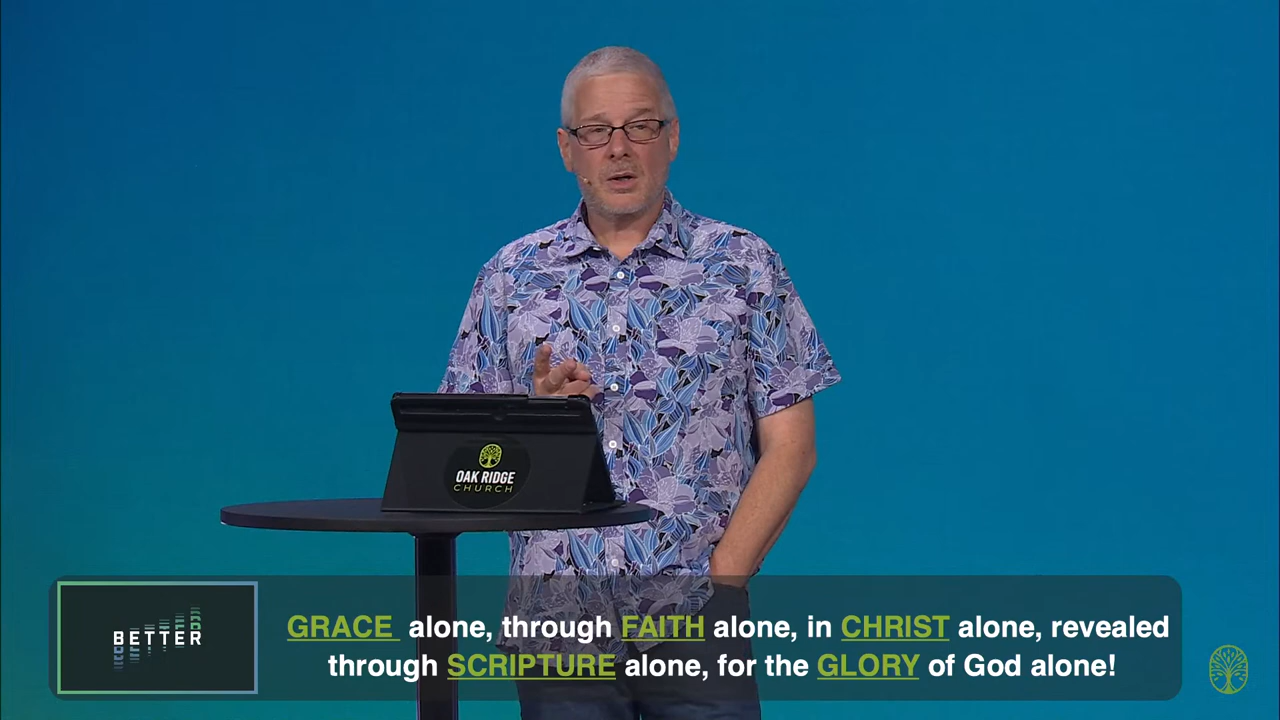 OAK RIDGE
CHURCH
BETTER
GRACE alone, through FAITH alone, in CHRIST alone, revealed
through SCRIPTURE alone, for the GLORY of God alone!